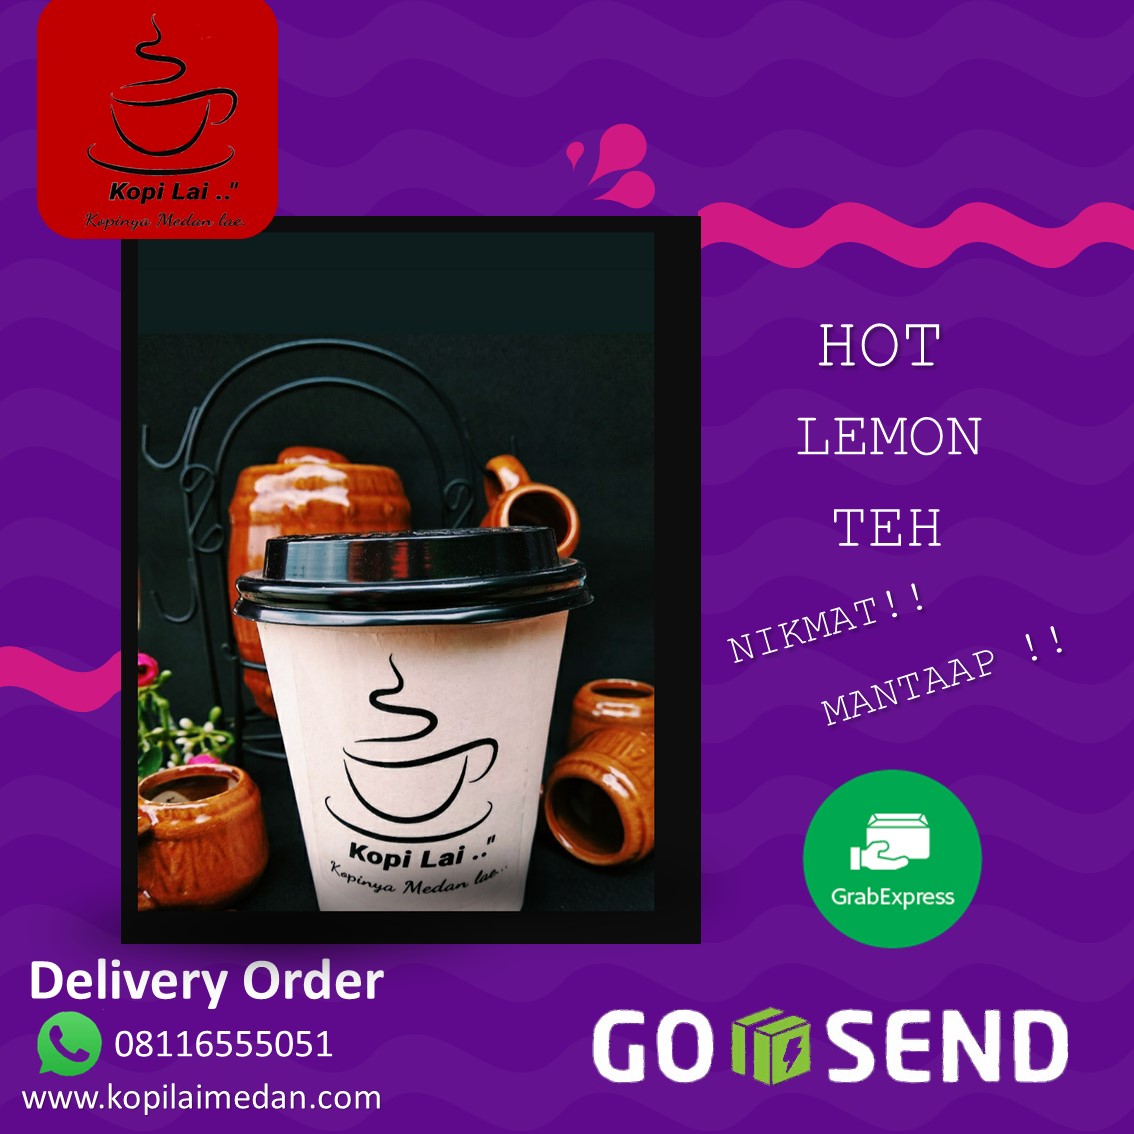 Kopi Lai .."
Kopinya Medan lae..
HOT
LEMON
TEH
NIKMAT!!
MANTAAP !!
Kopi Lai .."
Kopinya Medan lae...
GrabExpress
Delivery Order
08116555051
www.kopilaimedan.com
GO SEND